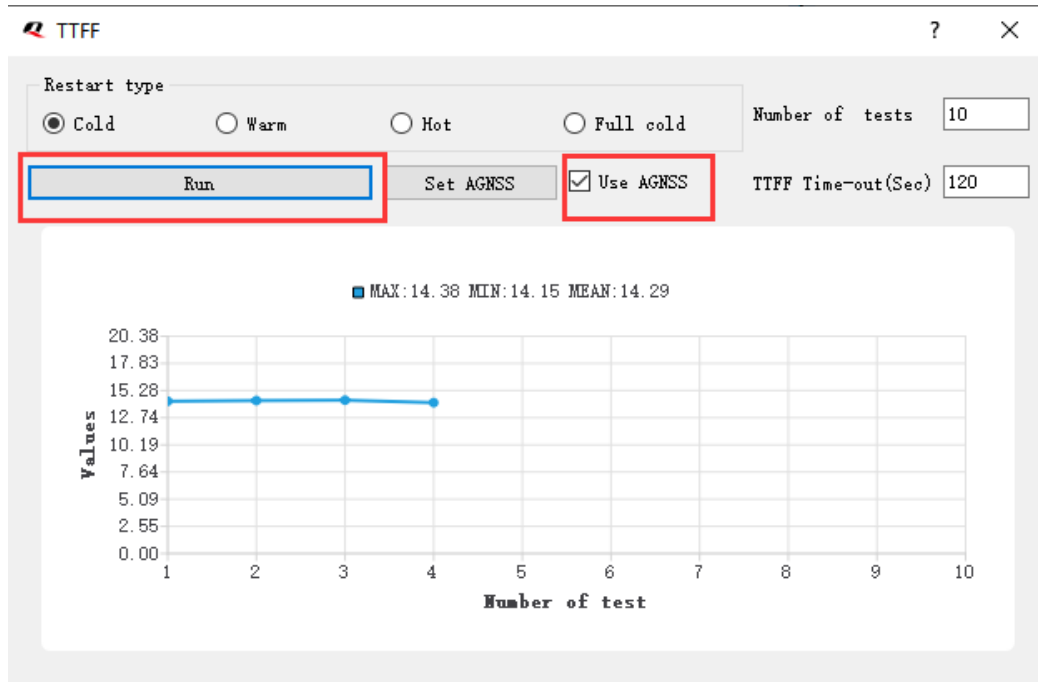 TTFF
Restart type
Cold Warm Hot Full cold
Number of tests 10
Run Set AGNSS Use AGNSS TTFF Time-out(Sec) 120
MAX:14.38 MIN:14.15 MEAN:14.29
20.38
17.83
15.28
12.74
10.19
7.64
5.09
2.55
0.00
Values
1 2 3 4 5 6 7 8 9 10
Number of test